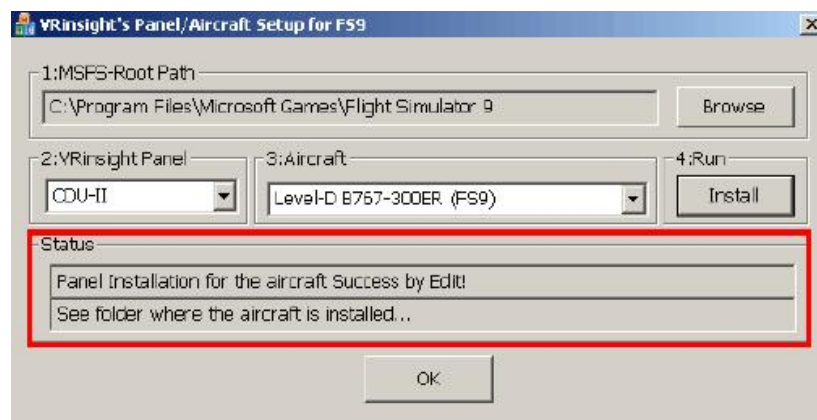 VRinsight's Panel/Aircraft Setup for FS9
1:MSFS-Root Path
C:\Program Files\Microsoft Games\Flight Simulator 9
Browse
2:VRinsight Panel
3:Aircraft
4:Run
CDU-II
Level-D B767-300ER (FS9)
Install
Status
Panel Installation for the aircraft Success by Edit!
See folder where the aircraft is installed...
OK